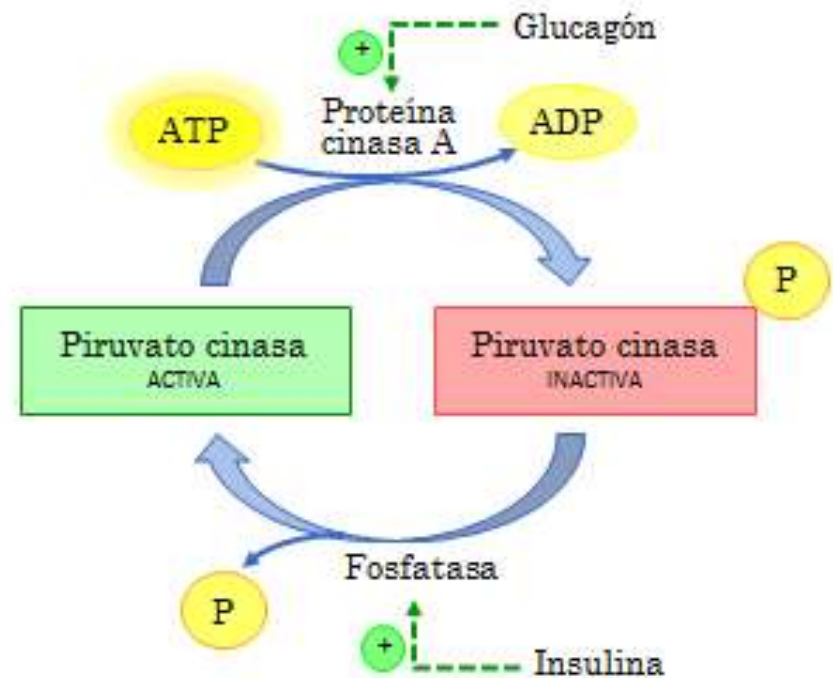 Glucagón
+
Proteína
cinasa A
ATP
ADP
P
Piruvato cinasa
ACTIVA
Piruvato cinasa
INACTIVA
Fosfatasa
P
+
Insulina